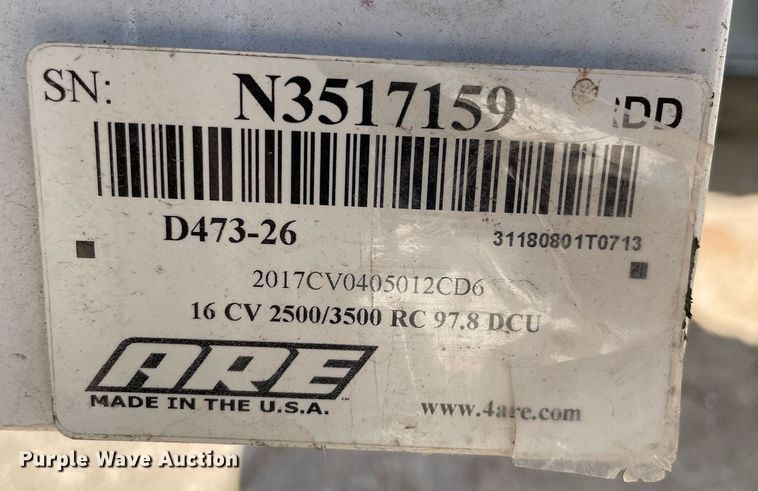 SN: N3517159 DD
D473-26 31180801T0713
2017CV0405012CD6
16 CV 2500/3500 RC 97.8 DCU
ARE
MADE IN THE U.S.A. www.4are.com
Purple Wave Auction